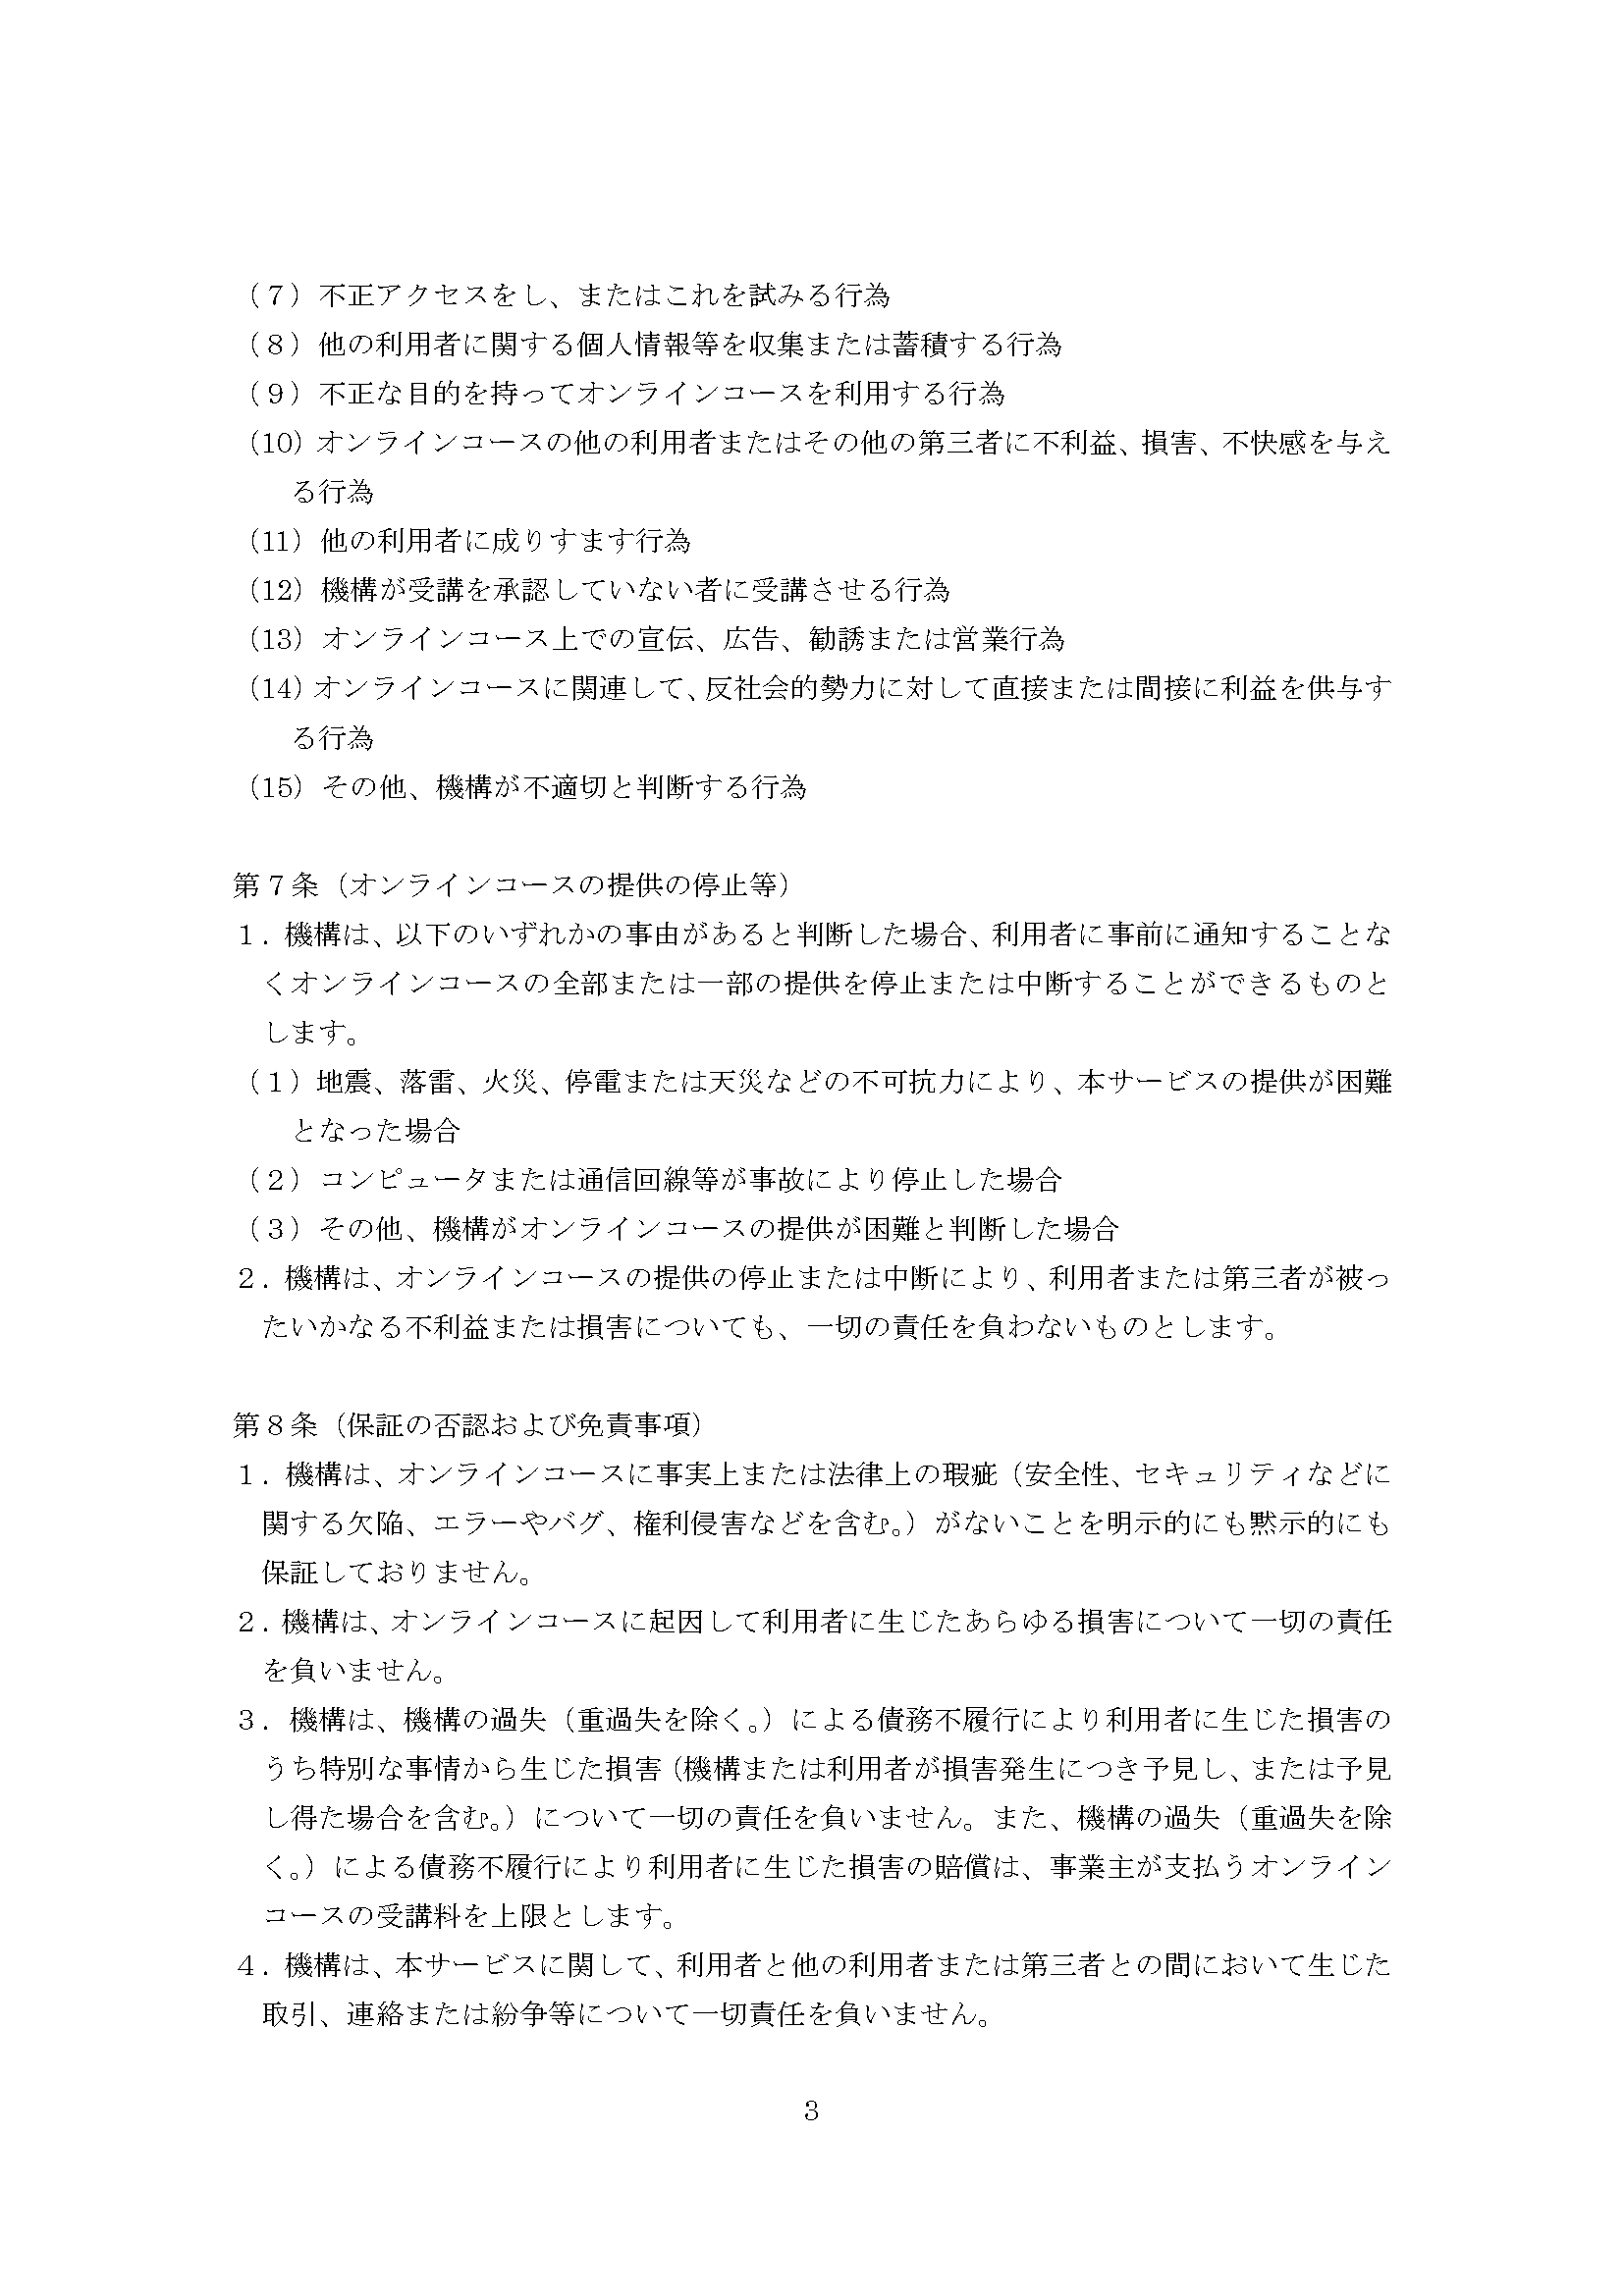 （７）不正アクセスをし、またはこれを試みる行為
（８）他の利用者に関する個人情報等を収集または蓄積する行為
（９）不正な目的を持ってオンラインコースを利用する行為
（10）オンラインコースの他の利用者またはその他の第三者に不利益、損害、不快感を与え
る行為
（11）他の利用者に成りすます行為
（12）機構が受講を承認していない者に受講させる行為
（13）オンラインコース上での宣伝、広告、勧誘または営業行為
（14）オンラインコースに関連して、反社会的勢力に対して直接または間接に利益を供与す
る行為
（15）その他、機構が不適切と判断する行為
第７条（オンラインコースの提供の停止等）
１．機構は、以下のいずれかの事由があると判断した場合、利用者に事前に通知することな
くオンラインコースの全部または一部の提供を停止または中断することができるものと
します。
（１）地震、落雷、火災、停電または天災などの不可抗力により、本サービスの提供が困難
となった場合
（２）コンピュータまたは通信回線等が事故により停止した場合
（３）その他、機構がオンラインコースの提供が困難と判断した場合
２．機構は、オンラインコースの提供の停止または中断により、利用者または第三者が被っ
たいかなる不利益または損害についても、一切の責任を負わないものとします。
第８条（保証の否認および免責事項）
１．機構は、オンラインコースに事実上または法律上の瑕疵（安全性、セキュリティなどに
関する欠陥、エラーやバグ、権利侵害などを含む。）がないことを明示的にも黙示的にも
保証しておりません。
２．機構は、オンラインコースに起因して利用者に生じたあらゆる損害について一切の責任
を負いません。
３．機構は、機構の過失（重過失を除く。）による債務不履行により利用者に生じた損害の
うち特別な事情から生じた損害（機構または利用者が損害発生につき予見し、または予見
し得た場合を含む。）について一切の責任を負いません。また、機構の過失（重過失を除
く。）による債務不履行により利用者に生じた損害の賠償は、事業主が支払うオンライン
コースの受講料を上限とします。
４．機構は、本サービスに関して、利用者と他の利用者または第三者との間において生じた
取引、連絡または紛争等について一切責任を負いません。
3